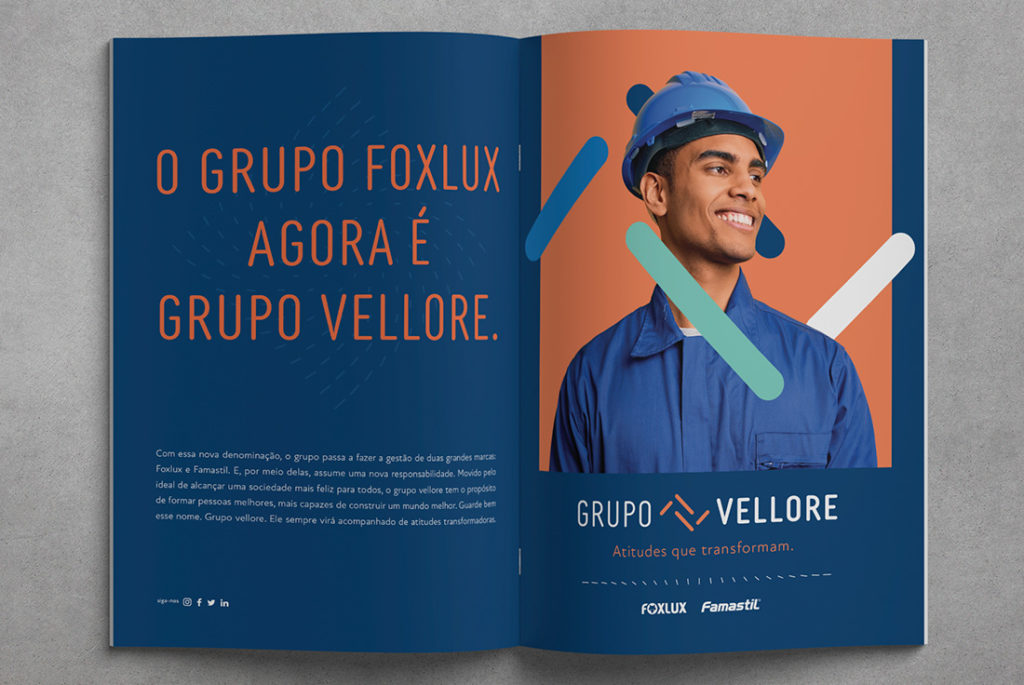 O GRUPO FOXLUX
AGORA É
GRUPO VELLORE.
Com essa nova denominação, o grupo passa a fazer a gestão de duas grandes marcas:
Foxlux e Famastil. E, por meio delas, assume uma nova responsabilidade. Movido pelo
ideal de alcançar uma sociedade mais feliz para todos, o grupo vellore tem o propósito
de formar pessoas melhores, mais capazes de construir um mundo melhor. Guarde bem
esse nome. Grupo vellore. Ele sempre virá acompanhado de atitudes transformadoras.
siga-nos
GRUPO VELLORE
Atitudes que transformam.
FOXLUX Famastil